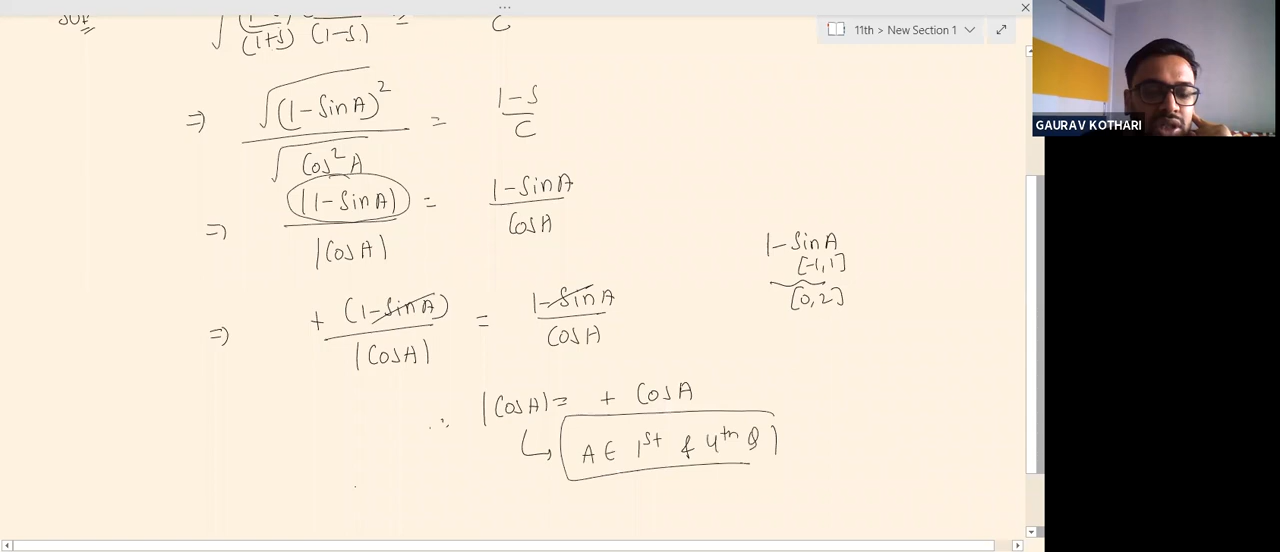 11th > New Section 1
GAURAV KOTHARI
(1+S) (1-S)
C
⇒ √(1-SinA)² / √Cos²A = 1-S / C
⇒ |1-SinA| / |CosA| = 1-SinA / CosA
1-SinA
[-1,1]
[0,2]
⇒ + (1-SinA) / |CosA| = 1-SinA / CosA
∴ |CosA| = + CosA
↳ A ∈ 1st & 4th Q